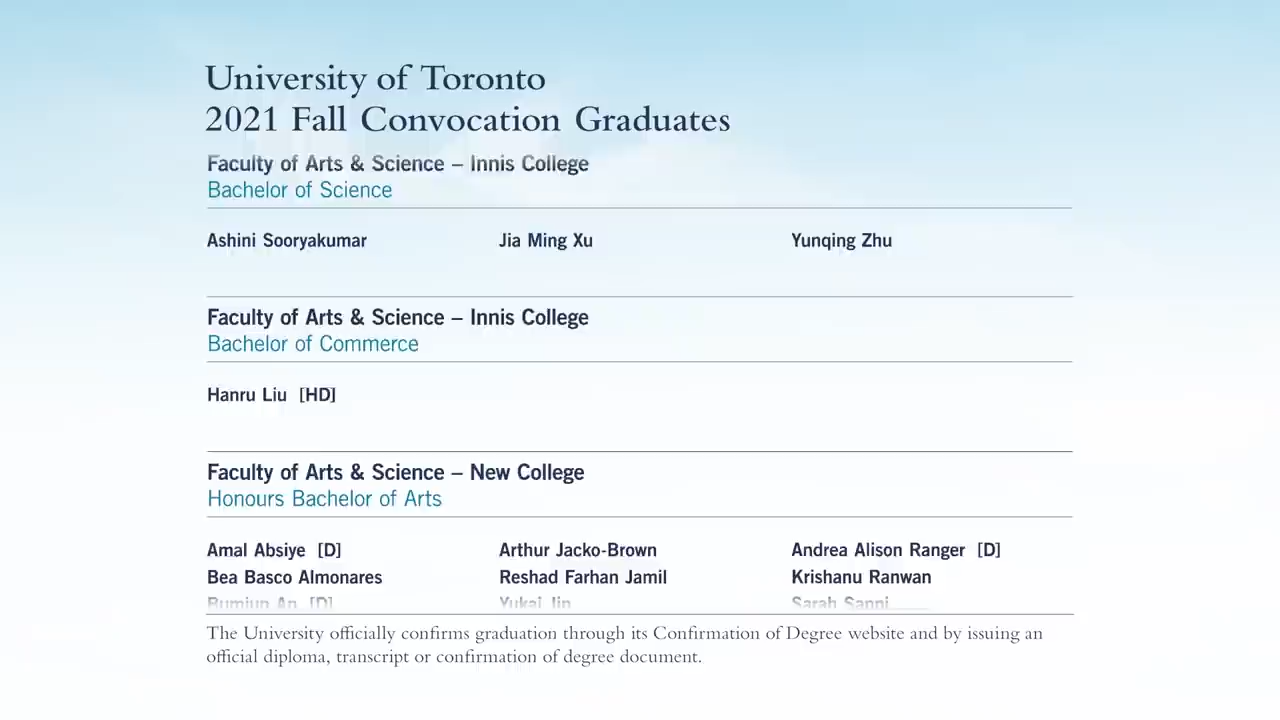 University of Toronto
2021 Fall Convocation Graduates
Faculty of Arts & Science – Innis College
Bachelor of Science
Ashini Sooryakumar Jia Ming Xu Yunqing Zhu
Faculty of Arts & Science – Innis College
Bachelor of Commerce
Hanru Liu [HD]
Faculty of Arts & Science – New College
Honours Bachelor of Arts
Amal Absiye [D] Arthur Jacko-Brown Andrea Alison Ranger [D]
Bea Basco Almonares Reshad Farhan Jamil Krishanu Ranwan
An [D] Yukai Jin Sarah
The University officially confirms graduation through its Confirmation of Degree website and by issuing an
official diploma, transcript or confirmation of degree document.